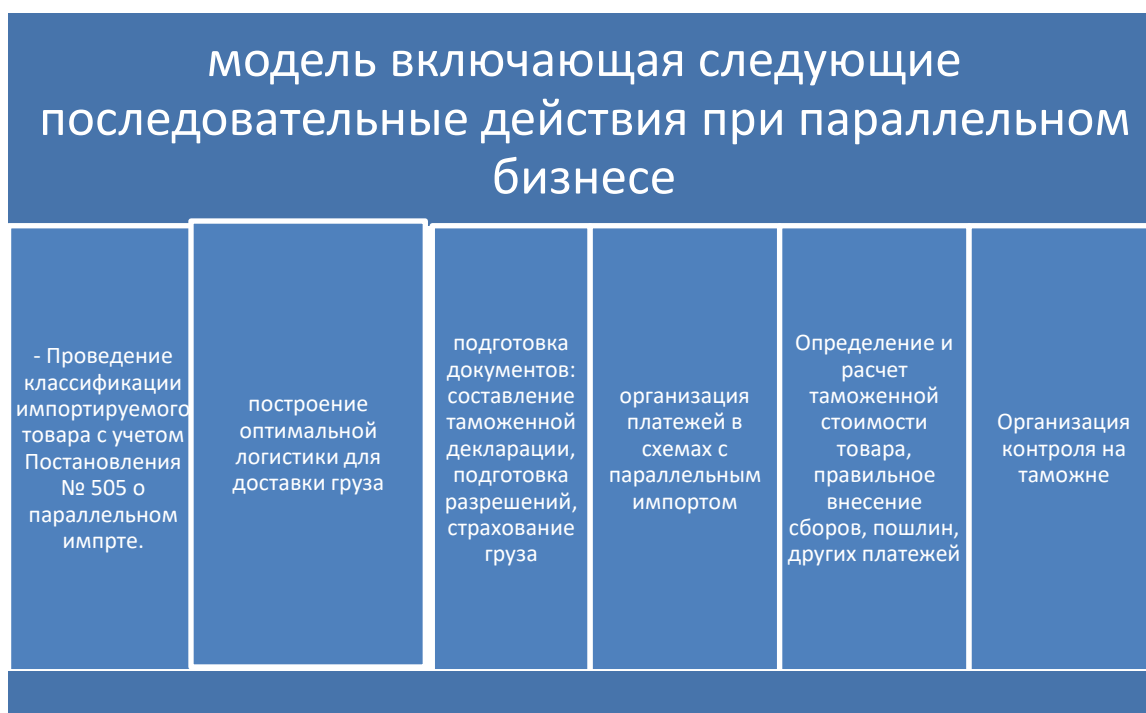 модель включающая следующие
последовательные действия при параллельном
бизнесе
- Проведение
классификации
импортируемого
товара с учетом
Постановления
№ 505 о
параллельном
импрте.
построение
оптимальной
логистики для
доставки груза
подготовка
документов:
составление
таможенной
декларации,
подготовка
разрешений,
страхование
груза
организация
платежей в
схемах с
параллельным
импортом
Определение и
расчет
таможенной
стоимости
товара,
правильное
внесение
сборов, пошлин,
других платежей
Организация
контроля на
таможне